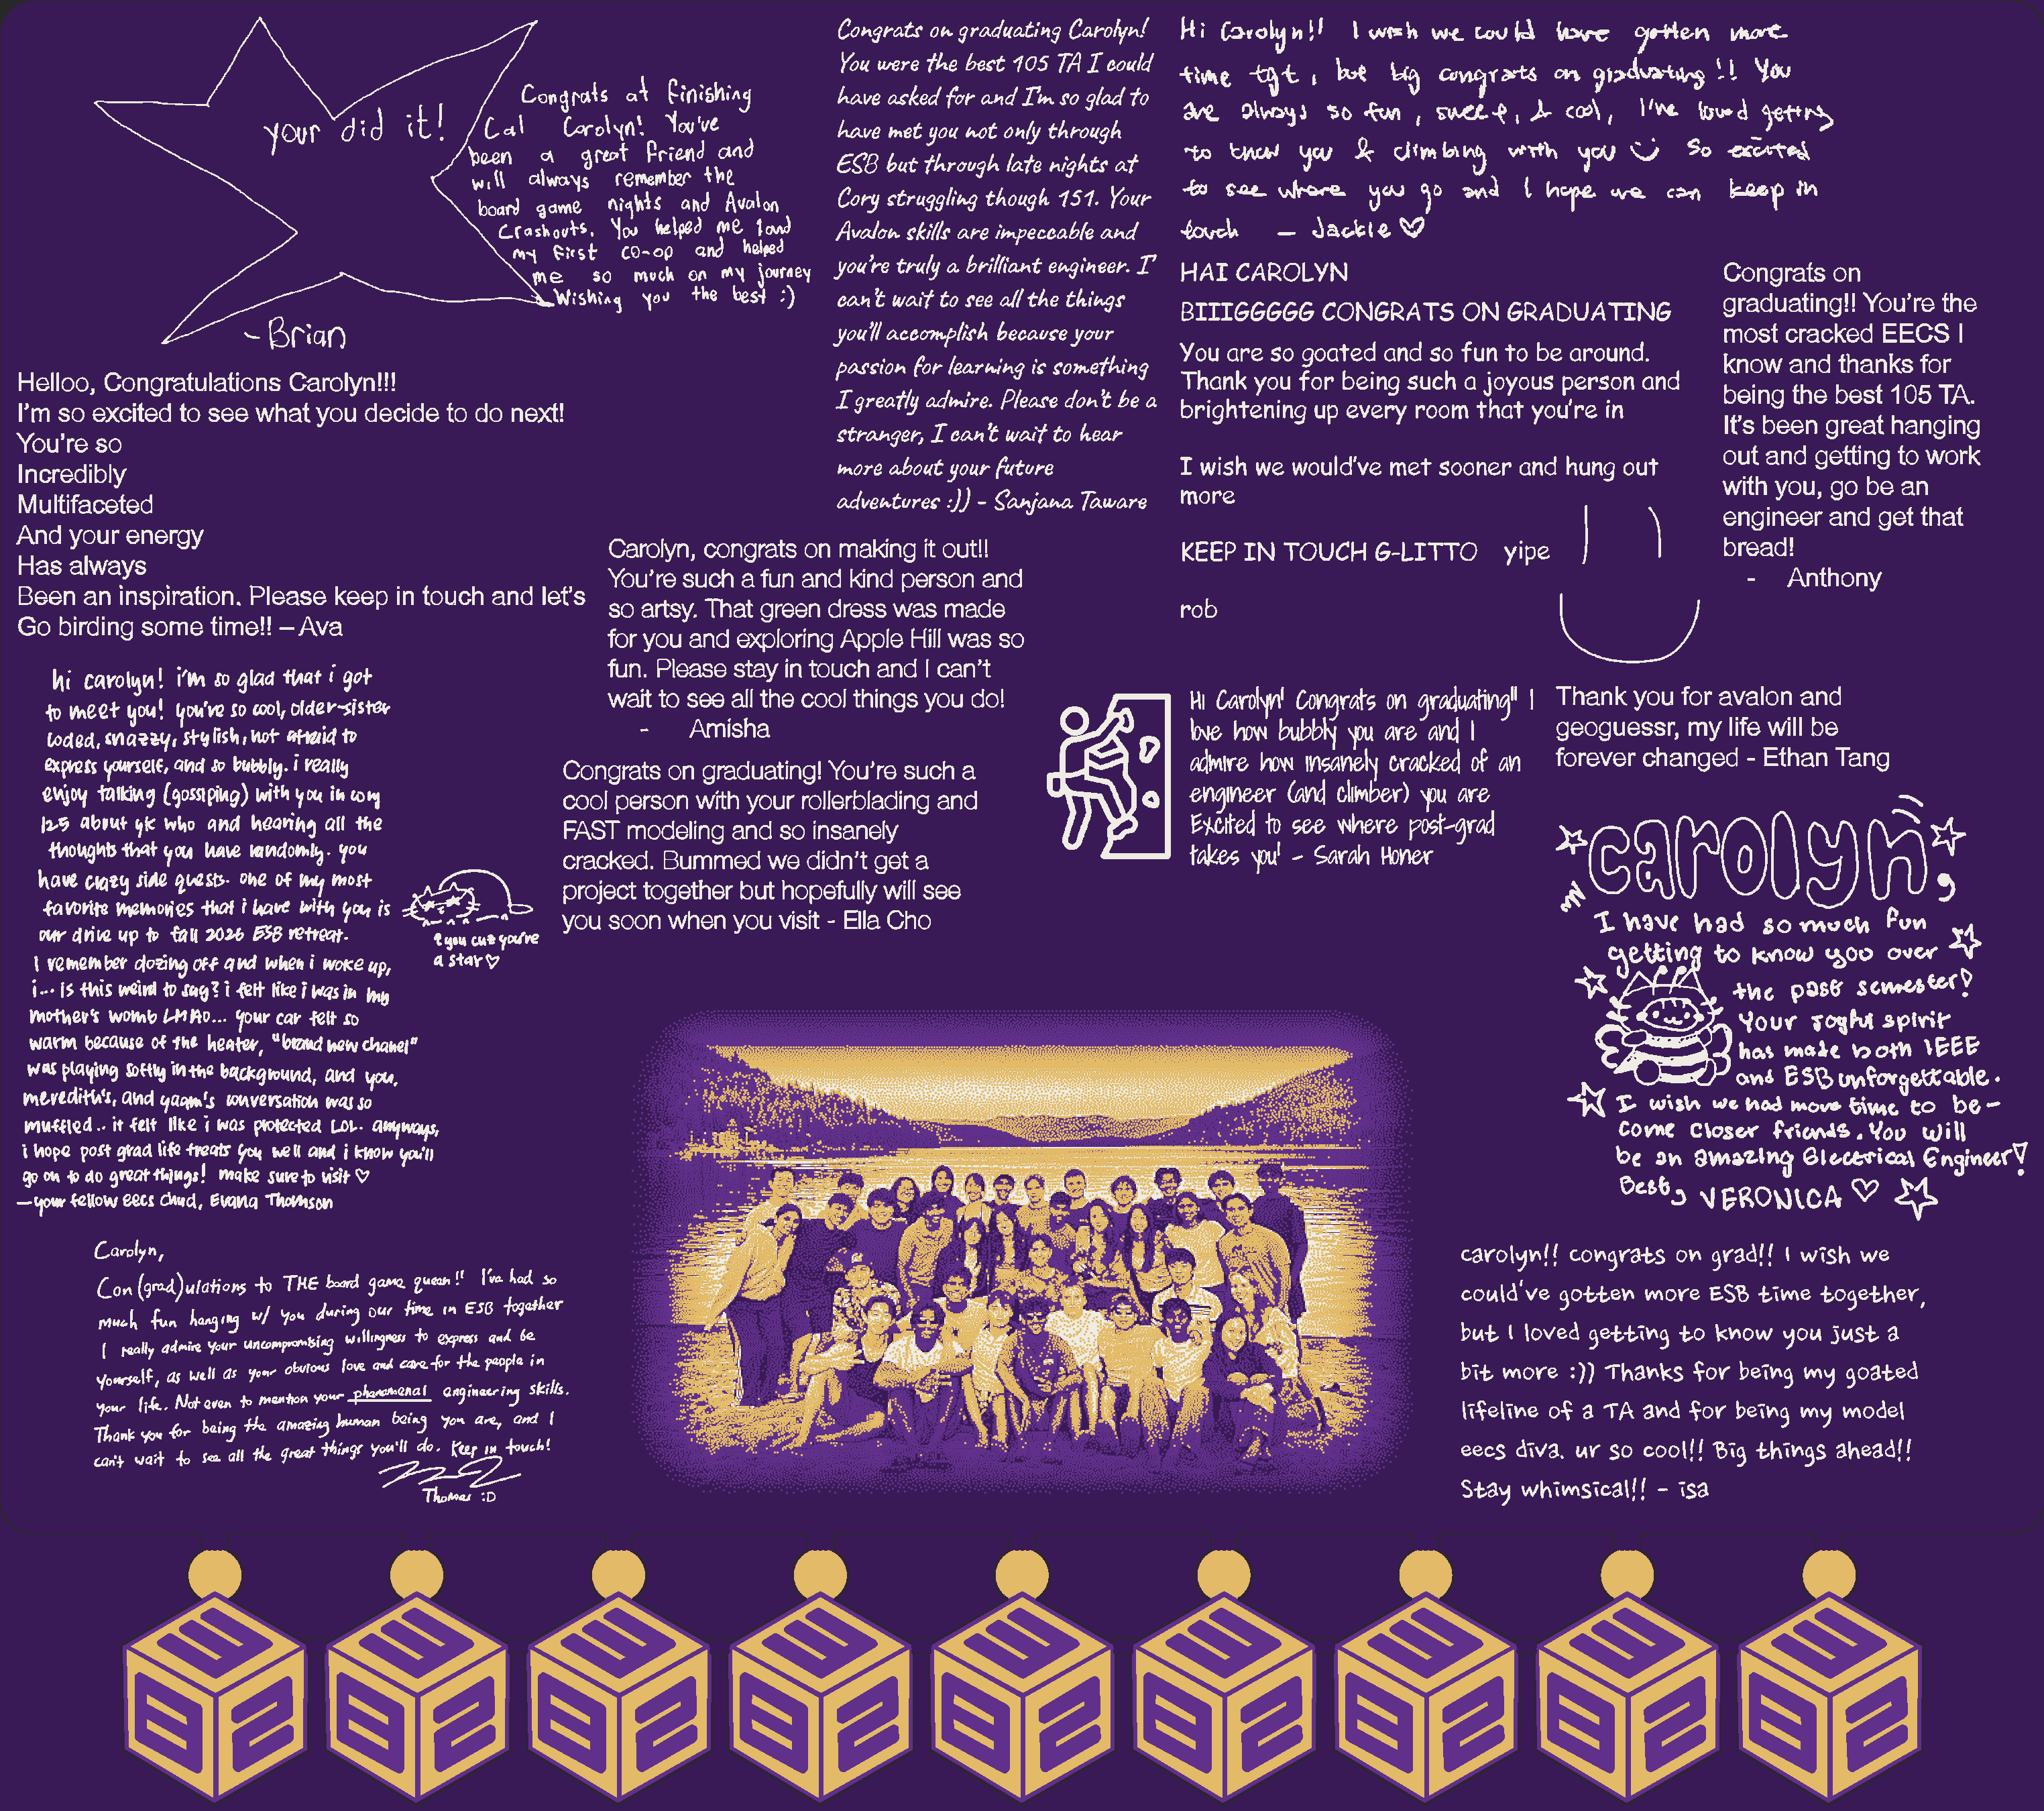 your did it!
Congrats at finishing
Cal Carolyn! You've
been a great friend and
will always remember the
board game nights and Avalon
Crashouts. You helped me land
my first co-op and helped
me so much on my journey
Wishing you the best :)
-Brian
Congrats on graduating Carolyn!
You were the best 105 TA I could
have asked for and I'm so glad to
have met you not only through
ESB but through late nights at
Cory struggling though 151. Your
Avalon skills are impeccable and
you're truly a brilliant engineer. I'
can't wait to see all the things
you'll accomplish because your
passion for learning is something
I greatly admire. Please don't be a
stranger, I can't wait to hear
more about your future
adventures :)) - Sanjana Taware
Hi Carolyn!! I wish we could have gotten more
time tgt, but big congrats on graduating!! You
are always so fun, sweet, & cool, I've loved getting
to know you & climbing with you :) So excited
to see where you go and I hope we can keep in
touch — Jackie ♡
HAI CAROLYN
BIIIGGGGG CONGRATS ON GRADUATING
You are so goated and so fun to be around.
Thank you for being such a joyous person and
brightening up every room that you're in
I wish we would've met sooner and hung out
more
KEEP IN TOUCH G-LITTO yipe
rob
Congrats on
graduating!! You're the
most cracked EECS I
know and thanks for
being the best 105 TA.
It's been great hanging
out and getting to work
with you, go be an
engineer and get that
bread!
- Anthony
Helloo, Congratulations Carolyn!!!
I'm so excited to see what you decide to do next!
You're so
Incredibly
Multifaceted
And your energy
Has always
Been an inspiration. Please keep in touch and let's
Go birding some time!! – Ava
Carolyn, congrats on making it out!!
You're such a fun and kind person and
so artsy. That green dress was made
for you and exploring Apple Hill was so
fun. Please stay in touch and I can't
wait to see all the cool things you do!
- Amisha
hi carolyn! i'm so glad that i got
to meet you! you've so cool, older-sister
coded, snazzy, stylish, not afraid to
express yourself, and so bubbly. i really
enjoy talking (gossiping) with you in cory
125 about yk who and hearing all the
thoughts that you have randomly. you
have crazy side quests. one of my most
favorite memories that i have with you is
our drive up to fall 2026 ESB retreat.
I remember dozing off and when i woke up,
i... is this weird to say? i felt like i was in my
mother's womb LMAO... your car felt so
warm because of the heater, "brand new chanel"
was playing softly in the background, and you,
meredith's, and yaam's conversation was so
muffled.. it felt like i was protected LOL. anyways,
i hope post grad life treats you well and i know you'll
go on to do great things! make sure to visit ♡
—your fellow eecs chud, Evana Thomson
you cuz you're
a star ♡
Congrats on graduating! You're such a
cool person with your rollerblading and
FAST modeling and so insanely
cracked. Bummed we didn't get a
project together but hopefully will see
you soon when you visit - Ella Cho
Hi Carolyn! Congrats on graduating!! I
love how bubbly you are and I
admire how insanely cracked of an
engineer (and climber) you are
Excited to see where post-grad
takes you! - Sarah Honer
Thank you for avalon and
geoguessr, my life will be
forever changed - Ethan Tang
carolyn,
I have had so much fun
getting to know you over
the past semester!
Your joyful spirit
has made both IEEE
and ESB unforgettable.
I wish we had more time to be-
come closer friends. You will
be an amazing Electrical Engineer!
Best, VERONICA ♡
Carolyn,
Con(grad)ulations to THE board game queen!! I've had so
much fun hanging w/ you during our time in ESB together
I really admire your uncompromising willingness to express and be
yourself, as well as your obvious love and care for the people in
your life. Not even to mention your phenomenal engineering skills.
Thank you for being the amazing human being you are, and I
can't wait to see all the great things you'll do. Keep in touch!
Thomas :D
carolyn!! congrats on grad!! I wish we
could've gotten more ESB time together,
but I loved getting to know you just a
bit more :)) Thanks for being my goated
lifeline of a TA and for being my model
eecs diva. ur so cool!! Big things ahead!!
Stay whimsical!! - isa